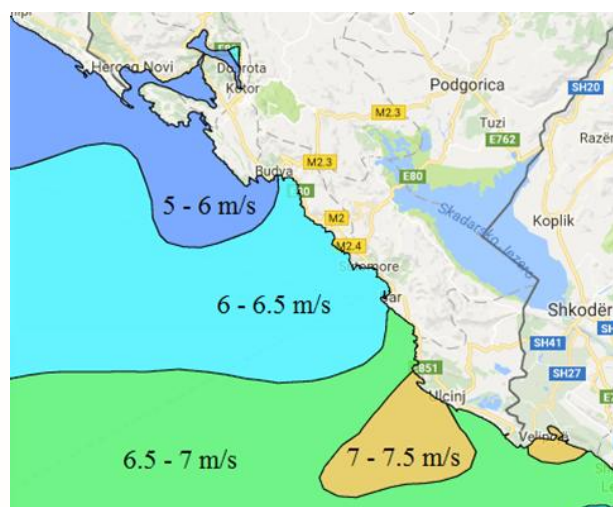 Herceg Novi
Dobrota
Kotor
Podgorica
SH20
M2.3
Tuzi
E762
Razën
M2.3
Budva
E80
E80
5 - 6 m/s
M2
Skadarsko jezero
Koplik
M2.4
Sutomore
6 - 6.5 m/s
Bar
Shkodër
SH41
E851
SH27
Ulcinj
Velipojë
6.5 - 7 m/s
7 - 7.5 m/s